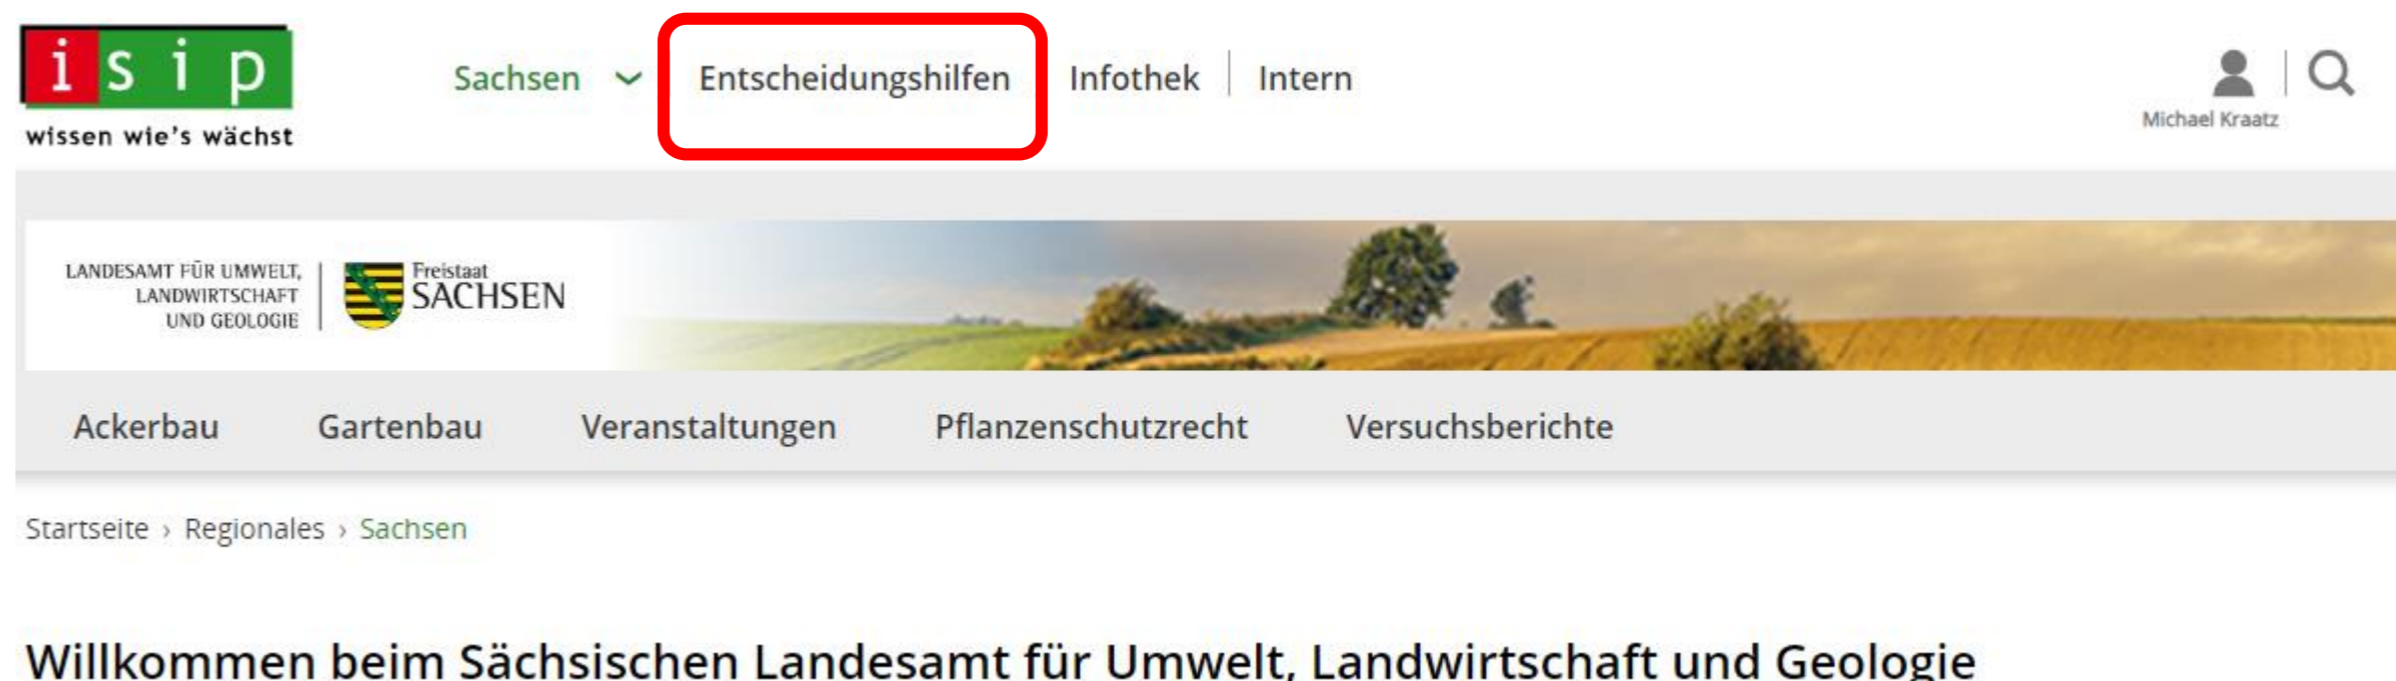 isip
wissen wie's wächst
Sachsen Entscheidungshilfen Infothek Intern
Michael Kraatz
LANDESAMT FÜR UMWELT,
LANDWIRTSCHAFT
UND GEOLOGIE
Freistaat
SACHSEN
Ackerbau Gartenbau Veranstaltungen Pflanzenschutzrecht Versuchsberichte
Startseite › Regionales › Sachsen
Willkommen beim Sächsischen Landesamt für Umwelt, Landwirtschaft und Geologie